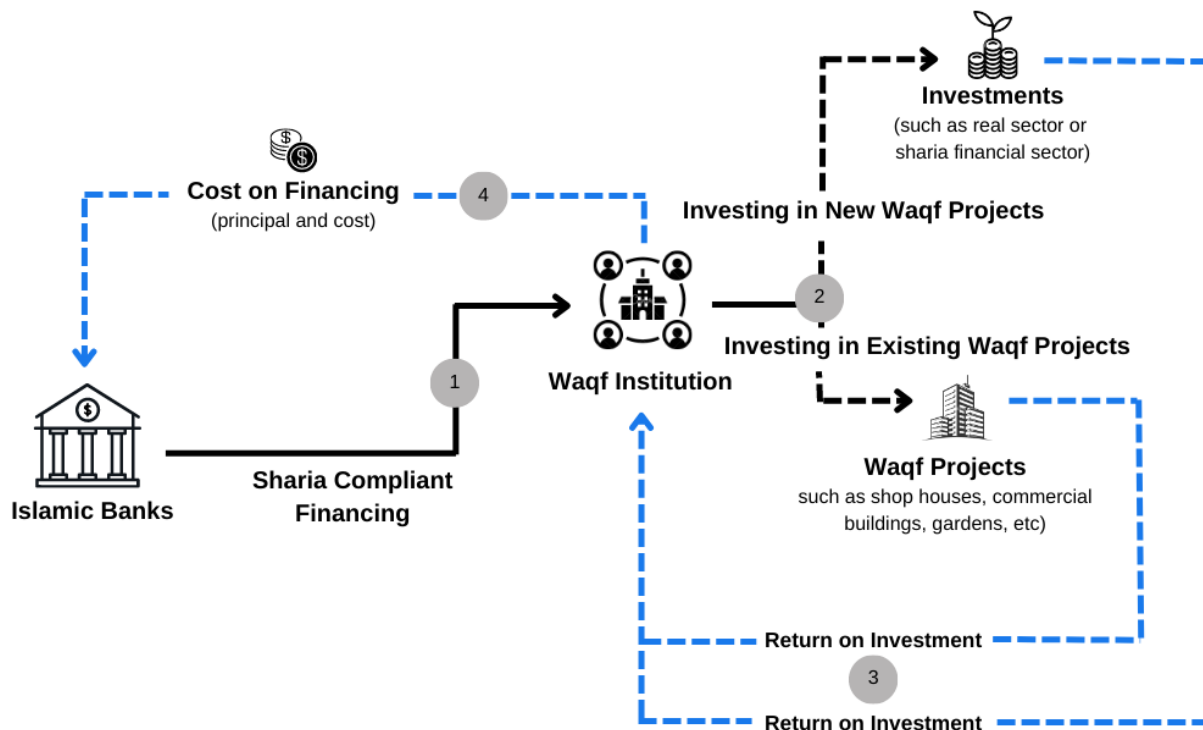 Investments
(such as real sector or
sharia financial sector)
$
$
Cost on Financing
(principal and cost)
4
Investing in New Waqf Projects
2
Investing in Existing Waqf Projects
1
Waqf Institution
$
Islamic Banks
Sharia Compliant
Financing
Waqf Projects
such as shop houses, commercial
buildings, gardens, etc)
Return on Investment
3
Return on Investment